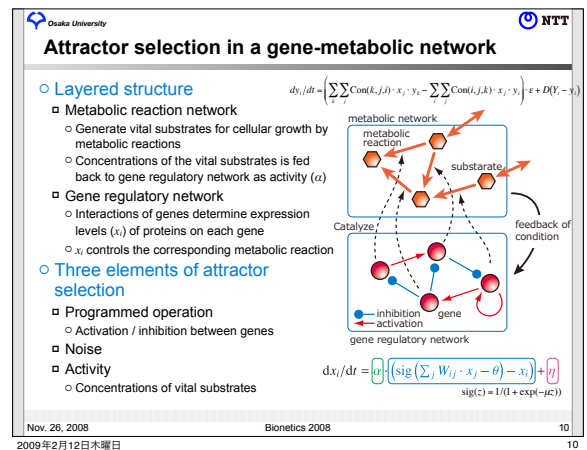 Osaka University
NTT
Attractor selection in a gene-metabolic network
Layered structure
Metabolic reaction network
Generate vital substrates for cellular growth by
metabolic reactions
Concentrations of the vital substrates is fed
back to gene regulatory network as activity (α)
Gene regulatory network
Interactions of genes determine expression
levels (xᵢ) of proteins on each gene
xᵢ controls the corresponding metabolic reaction
Three elements of attractor
selection
Programmed operation
Activation / inhibition between genes
Noise
Activity
Concentrations of vital substrates
dyᵢ/dt = (∑ₖ∑ⱼ Con(k, j, i) · xⱼ · yₖ − ∑ᵢ∑ⱼ Con(i, j, k) · xⱼ · yᵢ) · ε + D(Yᵢ − yᵢ)
metabolic network
metabolic
reaction
substarate
Catalyze
feedback of
condition
gene
inhibition
activation
gene regulatory network
dxᵢ/dt = α · (sig (∑ⱼ Wᵢⱼ · xⱼ − θ) − xᵢ) + η
sig(z) = 1/(1 + exp(−μz))
Nov. 26, 2008
Bionetics 2008
10
2009年2月12日木曜日
10